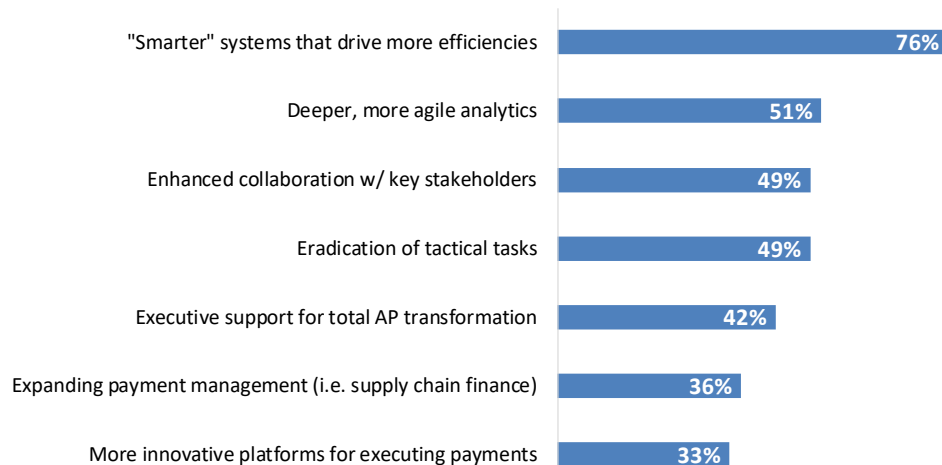 "Smarter" systems that drive more efficiencies 76%
Deeper, more agile analytics 51%
Enhanced collaboration w/ key stakeholders 49%
Eradication of tactical tasks 49%
Executive support for total AP transformation 42%
Expanding payment management (i.e. supply chain finance) 36%
More innovative platforms for executing payments 33%